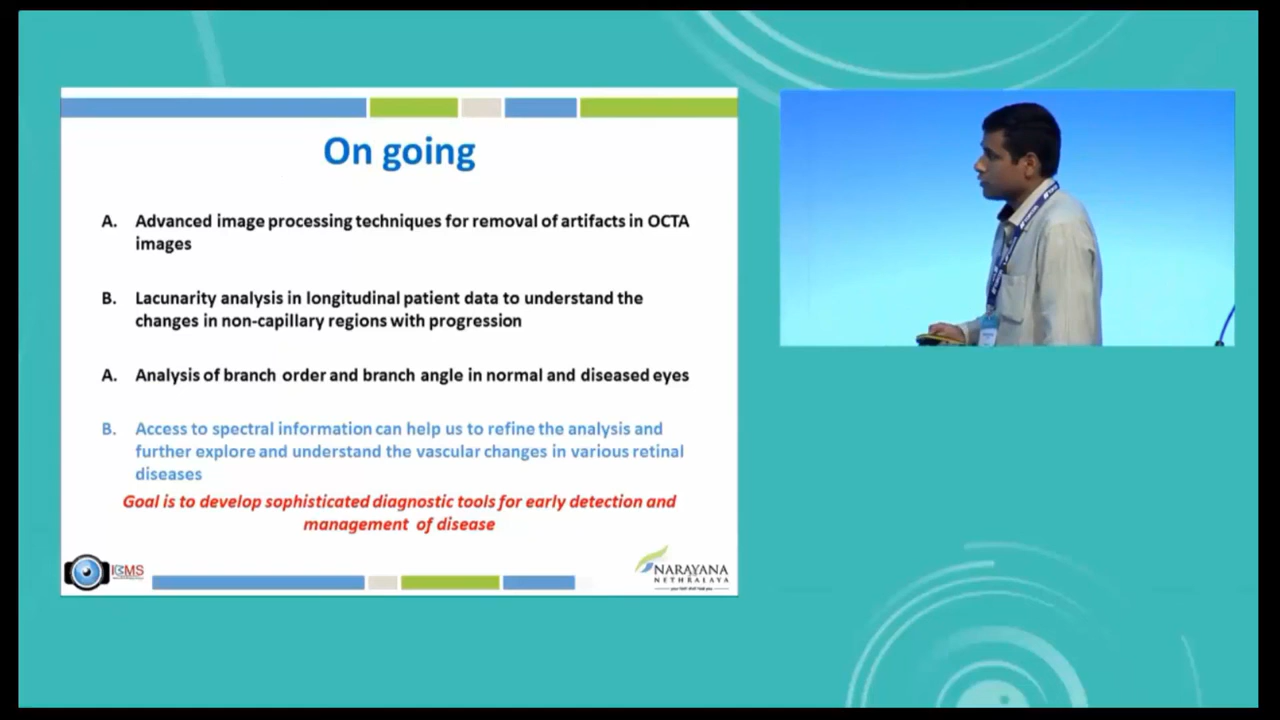 On going
A. Advanced image processing techniques for removal of artifacts in OCTA
images
B. Lacunarity analysis in longitudinal patient data to understand the
changes in non-capillary regions with progression
A. Analysis of branch order and branch angle in normal and diseased eyes
B. Access to spectral information can help us to refine the analysis and
further explore and understand the vascular changes in various retinal
diseases
Goal is to develop sophisticated diagnostic tools for early detection and
management of disease
NARAYANA
NETHRALAYA